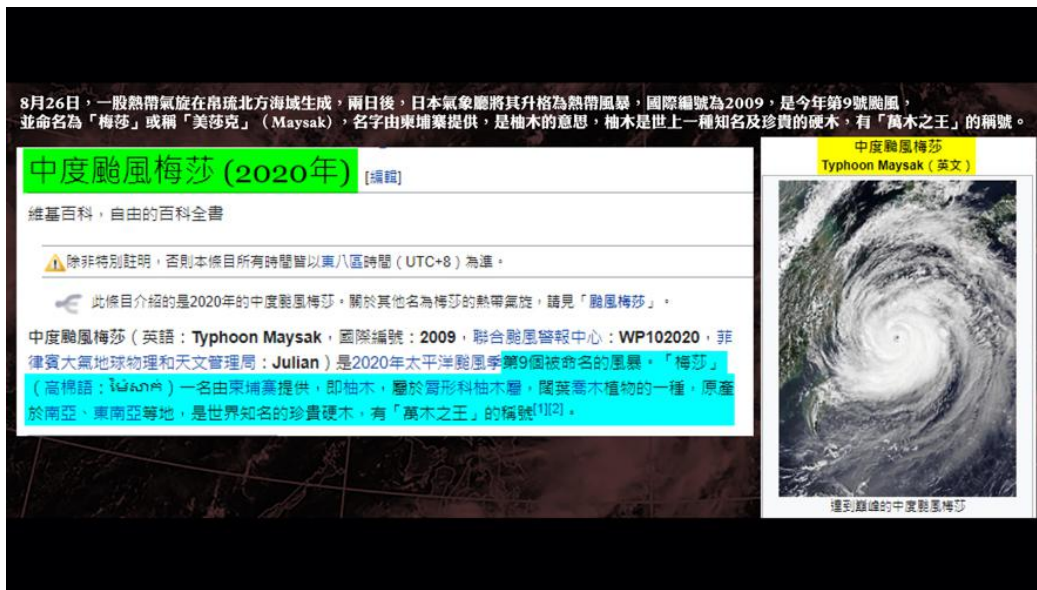 8月26日，一股熱帶氣旋在帛琉北方海域生成，兩日後，日本氣象廳將其升格為熱帶風暴，國際編號為2009，是今年第9號颱風，
並命名為「梅莎」或稱「美莎克」（Maysak），名字由柬埔寨提供，是柚木的意思，柚木是世上一種知名及珍貴的硬木，有「萬木之王」的稱號。
中度颱風梅莎 (2020年) [編輯]
維基百科，自由的百科全書
除非特別註明，否則本條目所有時間皆以東八區時間（UTC+8）為準。
此條目介紹的是2020年的中度颱風梅莎。關於其他名為梅莎的熱帶氣旋，請見「颱風梅莎」。
中度颱風梅莎（英語：Typhoon Maysak，國際編號：2009，聯合颱風警報中心：WP102020，菲
律賓大氣地球物理和天文管理局：Julian）是2020年太平洋颱風季第9個被命名的風暴。「梅莎」
（高棉語：ម៉ៃសាក់）一名由柬埔寨提供，即柚木，屬於唇形科柚木屬，闊葉喬木植物的一種，原產
於南亞、東南亞等地，是世界知名的珍貴硬木，有「萬木之王」的稱號[1][2]。
中度颱風梅莎
Typhoon Maysak（英文）
達到巔峰的中度颱風梅莎